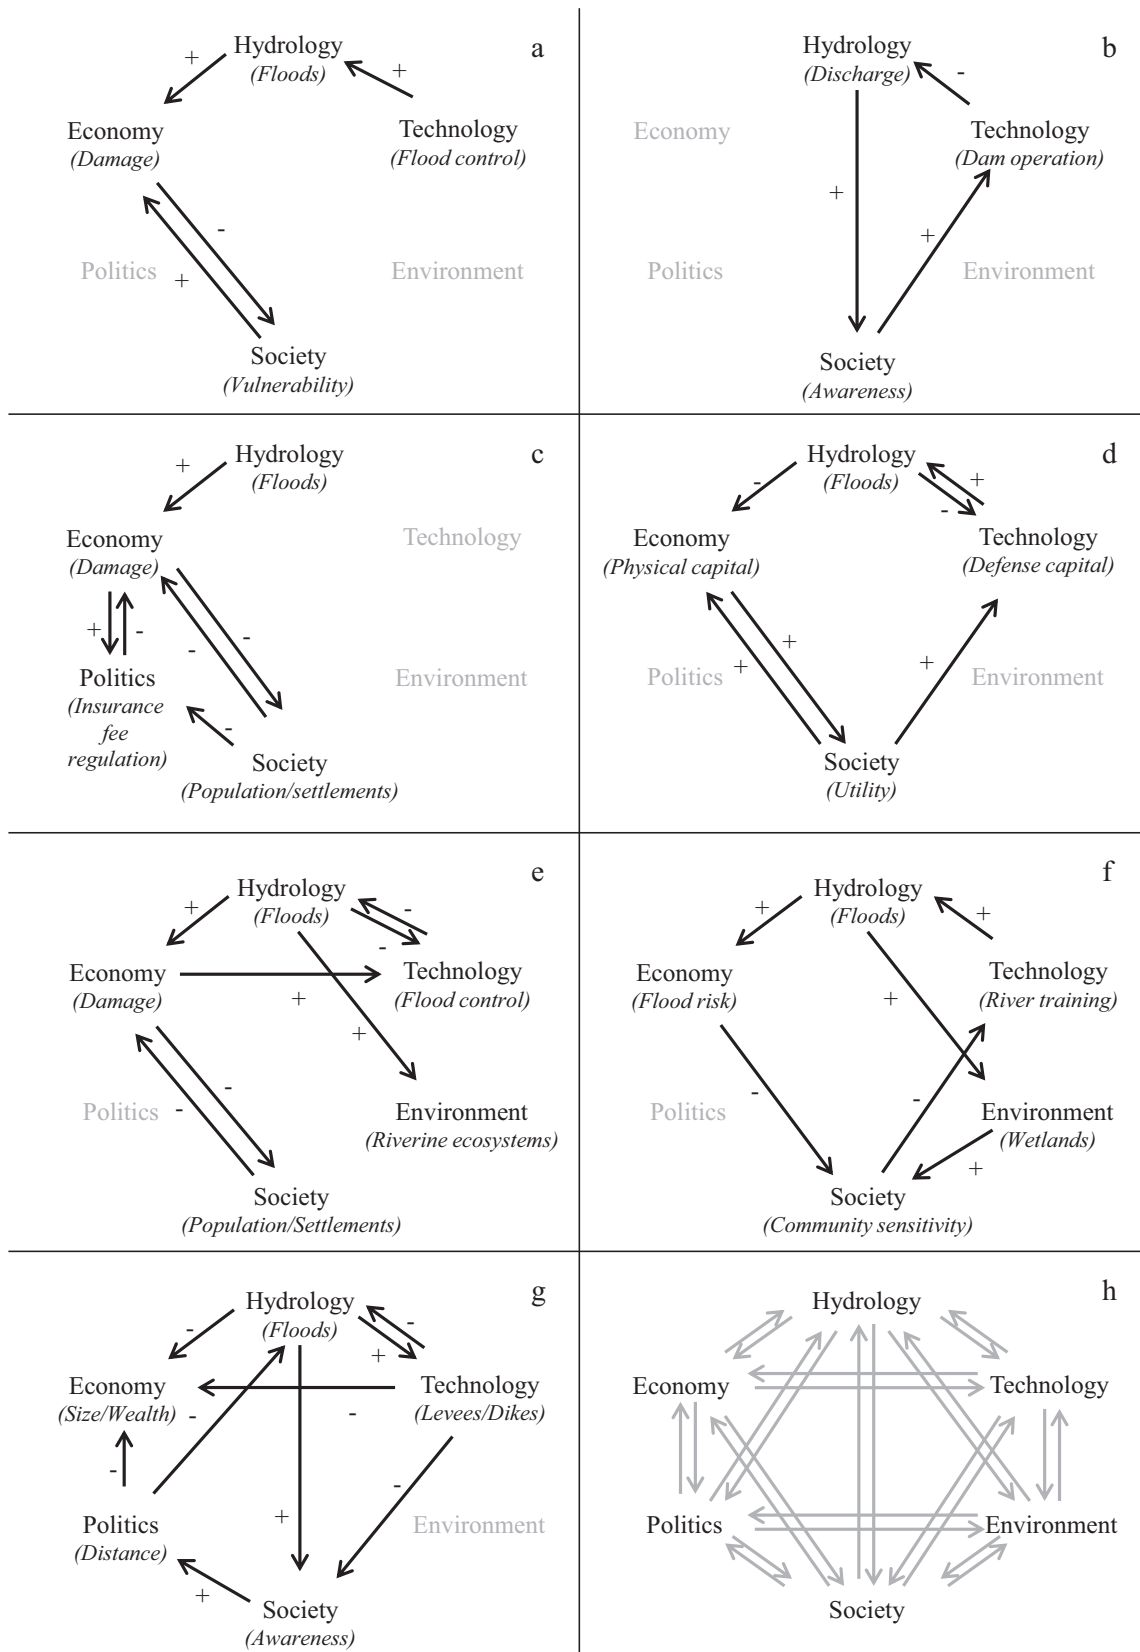 a
Hydrology
(Floods)
+
+
Economy
(Damage)
Technology
(Flood control)
-
+
Politics
Environment
Society
(Vulnerability)
b
Hydrology
(Discharge)
-
Economy
Technology
(Dam operation)
+
+
Politics
Environment
Society
(Awareness)
c
Hydrology
(Floods)
+
Economy
(Damage)
Technology
+
-
-
-
Politics
(Insurance
fee
regulation)
Environment
-
Society
(Population/settlements)
d
Hydrology
(Floods)
-
+
-
Economy
(Physical capital)
Technology
(Defense capital)
+
+
+
Politics
Environment
Society
(Utility)
e
Hydrology
(Floods)
+
-
-
Economy
(Damage)
Technology
(Flood control)
+
+
-
-
Politics
Environment
(Riverine ecosystems)
Society
(Population/Settlements)
f
Hydrology
(Floods)
+
+
Economy
(Flood risk)
Technology
(River training)
+
-
-
Politics
Environment
(Wetlands)
+
Society
(Community sensitivity)
g
Hydrology
(Floods)
-
-
+
Economy
(Size/Wealth)
Technology
(Levees/Dikes)
-
-
-
-
+
Politics
(Distance)
Environment
+
Society
(Awareness)
h
Hydrology
Economy
Technology
Politics
Environment
Society